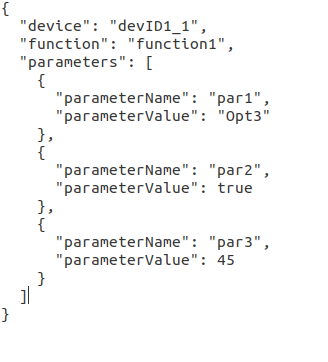 {
  "device": "devID1_1",
  "function": "function1",
  "parameters": [
    {
      "parameterName": "par1",
      "parameterValue": "Opt3"
    },
    {
      "parameterName": "par2",
      "parameterValue": true
    },
    {
      "parameterName": "par3",
      "parameterValue": 45
    }
  ]
}